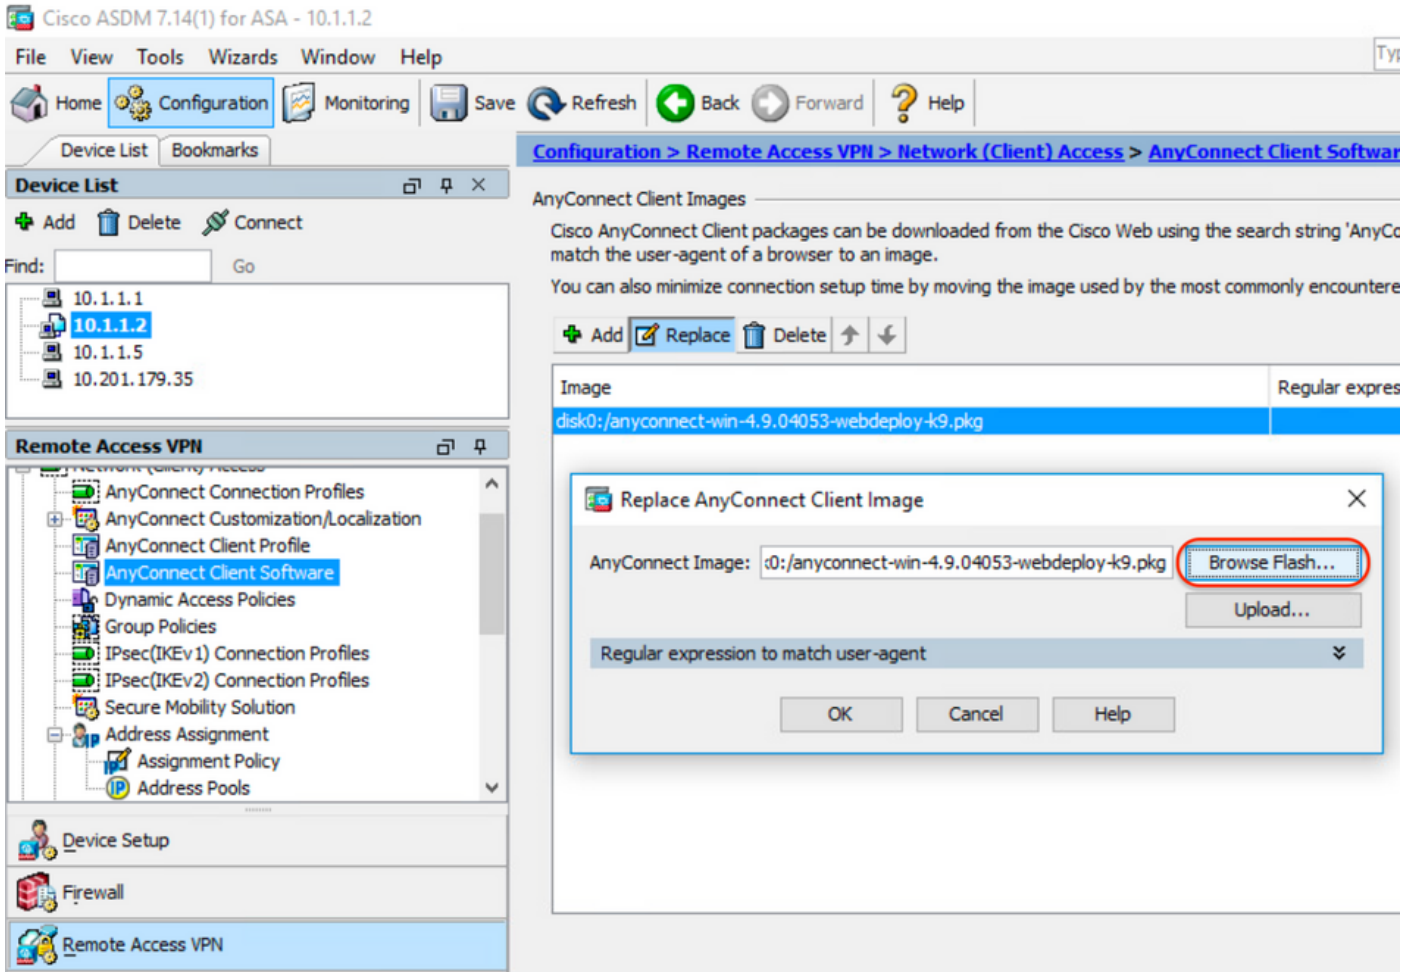 Cisco ASDM 7.14(1) for ASA - 10.1.1.2
File View Tools Wizards Window Help
Home Configuration Monitoring Save Refresh Back Forward Help
Device List Bookmarks
Device List
Add Delete Connect
Find: Go
10.1.1.1
10.1.1.2
10.1.1.5
10.201.179.35
Remote Access VPN
Network (Client) Access
AnyConnect Connection Profiles
AnyConnect Customization/Localization
AnyConnect Client Profile
AnyConnect Client Software
Dynamic Access Policies
Group Policies
IPsec(IKEv1) Connection Profiles
IPsec(IKEv2) Connection Profiles
Secure Mobility Solution
Address Assignment
Assignment Policy
Address Pools
Device Setup
Firewall
Remote Access VPN
Configuration > Remote Access VPN > Network (Client) Access > AnyConnect Client Softwar
AnyConnect Client Images
Cisco AnyConnect Client packages can be downloaded from the Cisco Web using the search string 'AnyCo
match the user-agent of a browser to an image.
You can also minimize connection setup time by moving the image used by the most commonly encountere
Add Replace Delete
Image Regular expres
disk0:/anyconnect-win-4.9.04053-webdeploy-k9.pkg
Replace AnyConnect Client Image
AnyConnect Image: :0:/anyconnect-win-4.9.04053-webdeploy-k9.pkg Browse Flash...
Upload...
Regular expression to match user-agent
OK Cancel Help